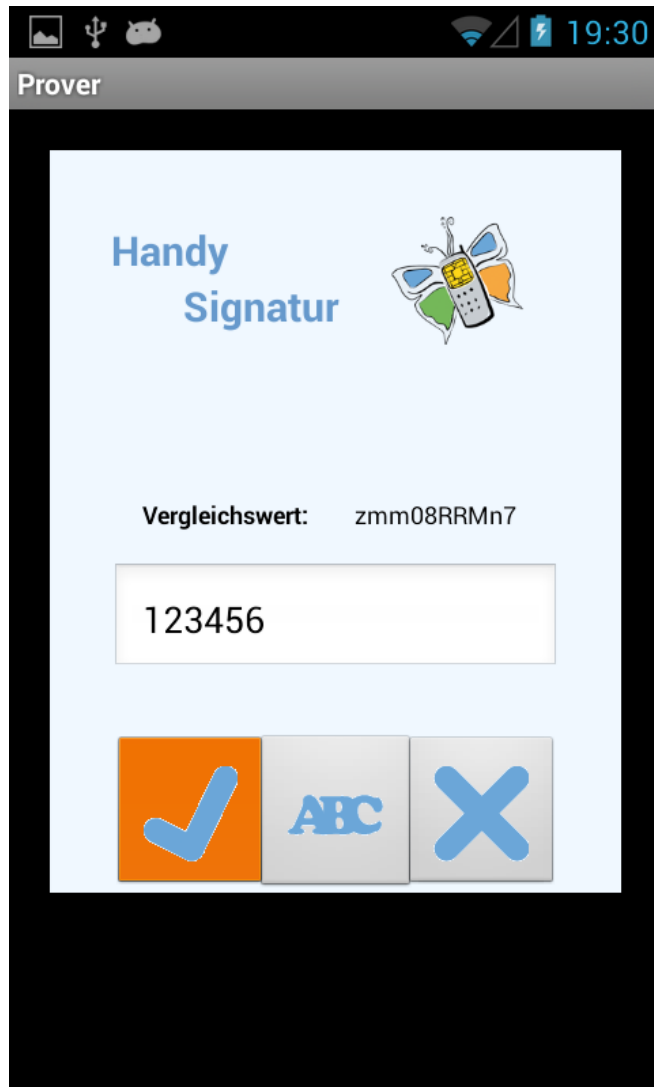 19:30
Prover
Handy
Signatur
Vergleichswert: zmm08RRMn7
123456
ABC